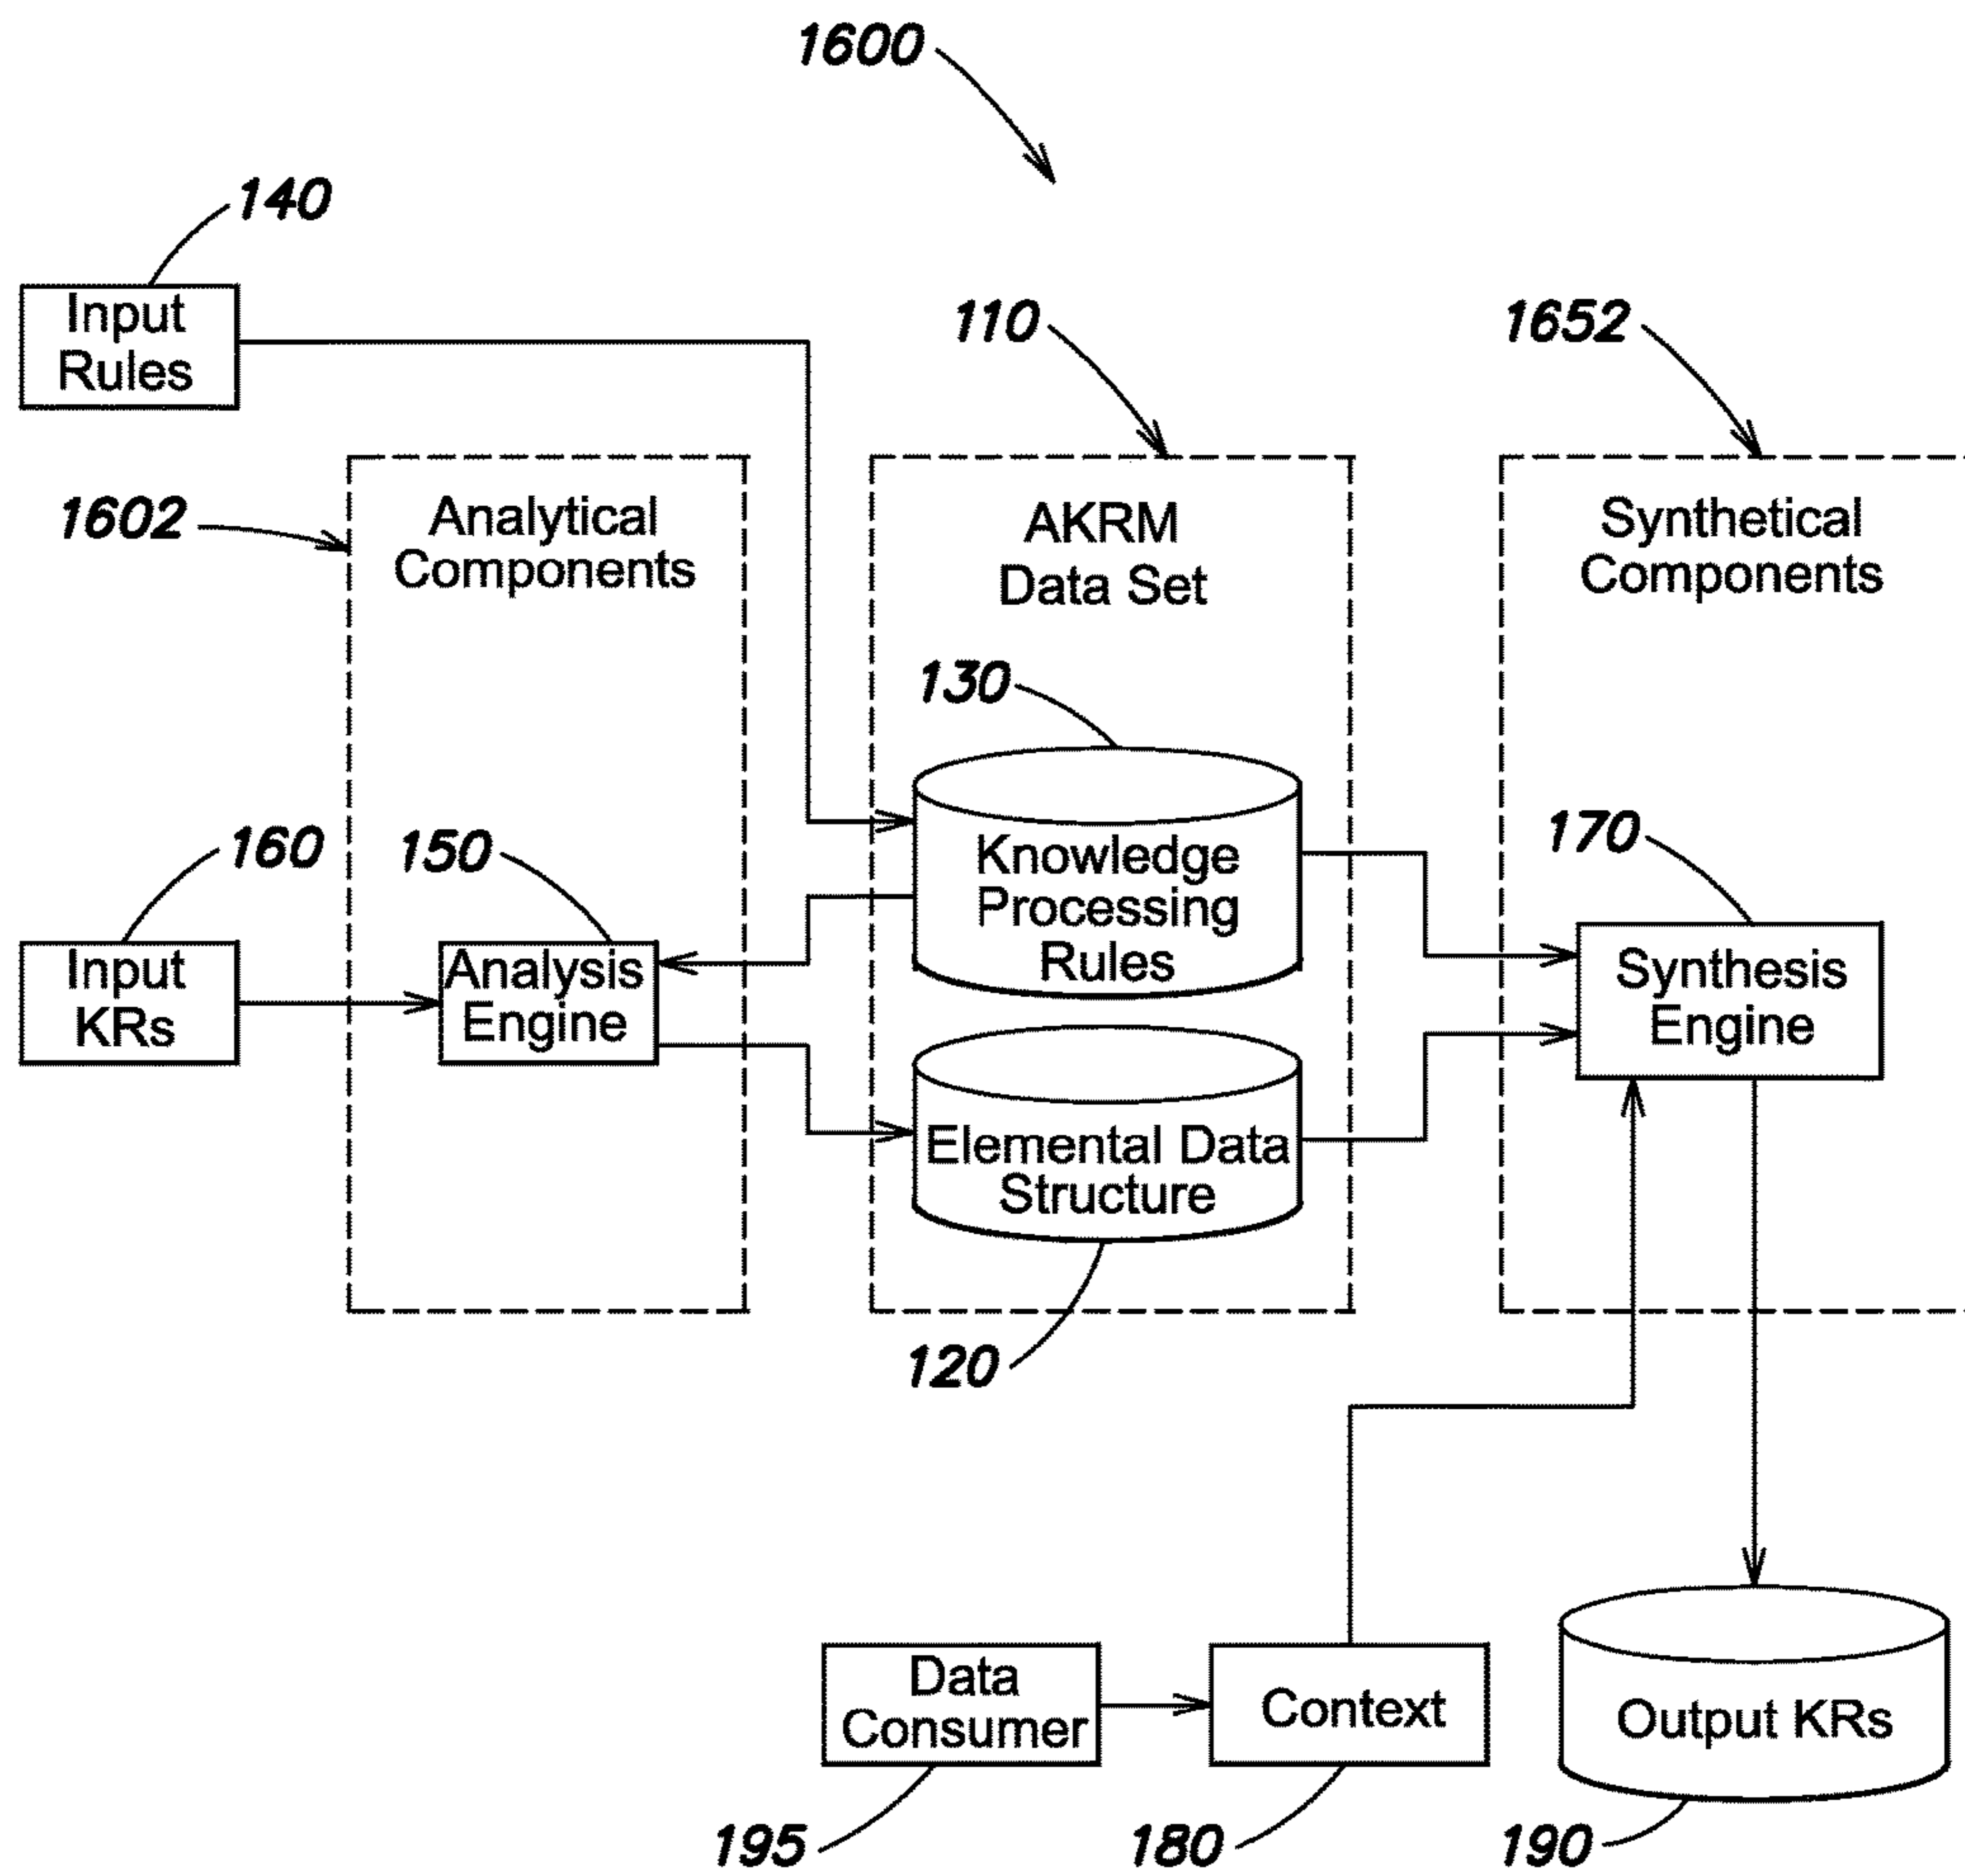 1600
140
Input
Rules
110
1652
1602
Analytical
Components
AKRM
Data Set
Synthetical
Components
130
160
150
Knowledge
Processing
Rules
170
Input
KRs
Analysis
Engine
Synthesis
Engine
Elemental Data
Structure
120
Data
Consumer
Context
Output KRs
195
180
190